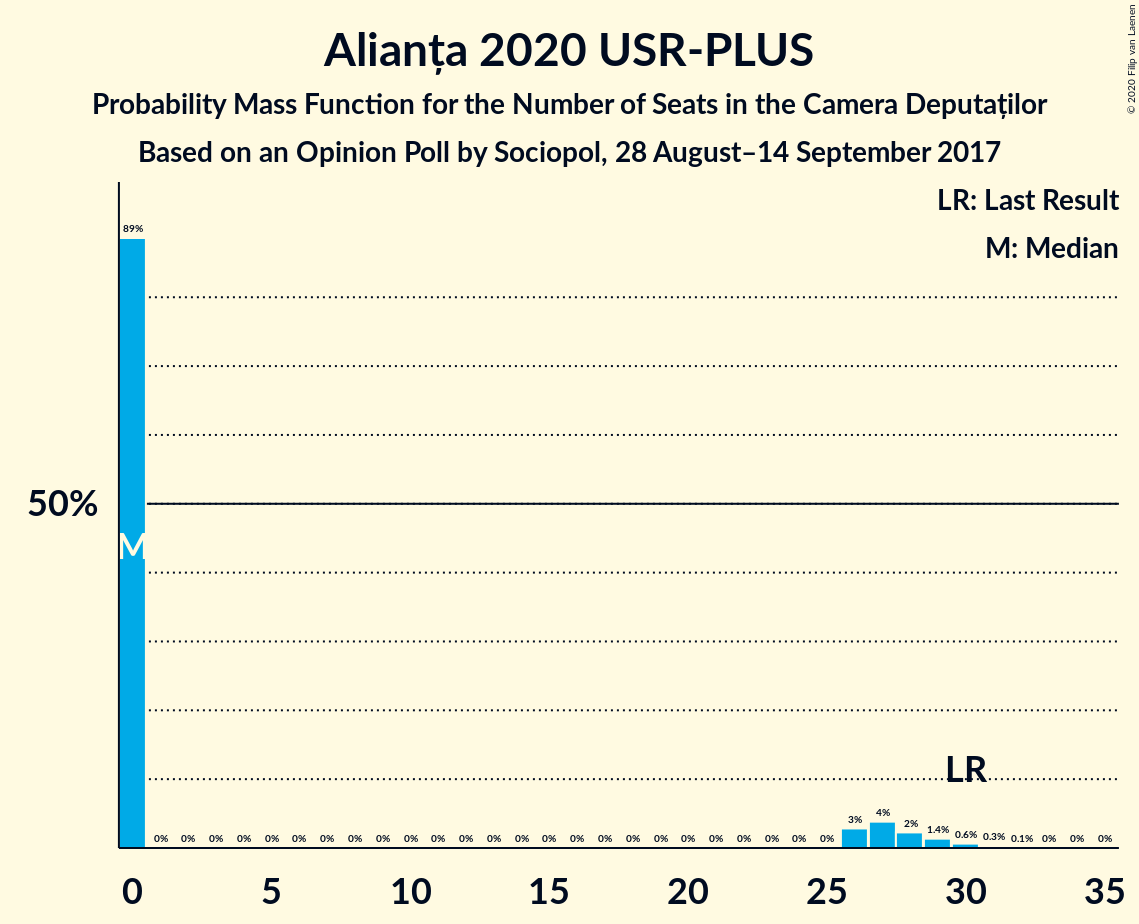 Alianța 2020 USR-PLUS
Probability Mass Function for the Number of Seats in the Camera Deputaților
Based on an Opinion Poll by Sociopol, 28 August–14 September 2017
© 2020 Filip van Laenen
LR: Last Result
M: Median
89%
50%
M
LR
0% 0% 0% 0% 0% 0% 0% 0% 0% 0% 0% 0% 0% 0% 0% 0% 0% 0% 0% 0% 0% 0% 0% 0% 0% 3% 4% 2% 1.4% 0.6% 0.3% 0.1% 0% 0% 0%
0 5 10 15 20 25 30 35